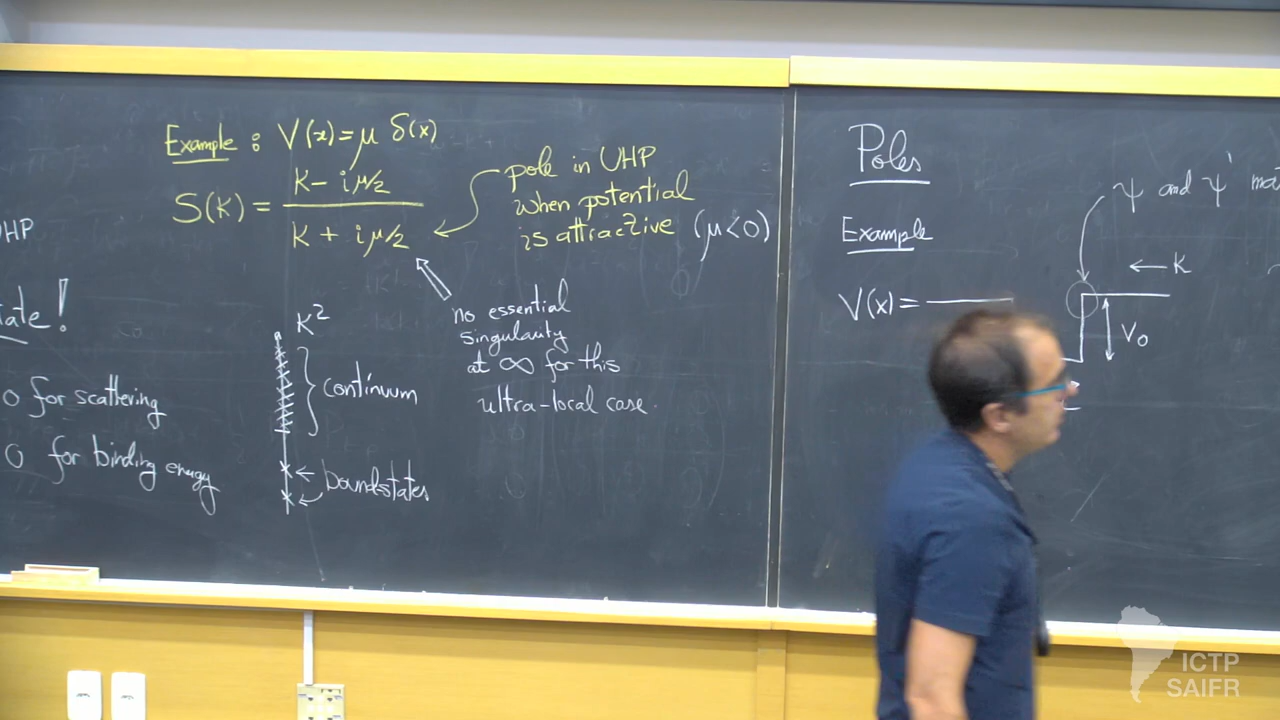 Example : V(x)= μ δ(x)
S(K) = K - iμ/2
K + iμ/2
pole in UHP
when potential
is attractive (μ<0)
UHP
tate!
0 for scattering
0 for binding energy
K²
continuum
boundstates
no essential
singularity
at ∞ for this
ultra-local case.
Poles
Example
ψ and ψ' mat
← K
V(x) =
V₀
ICTP
SAIFR